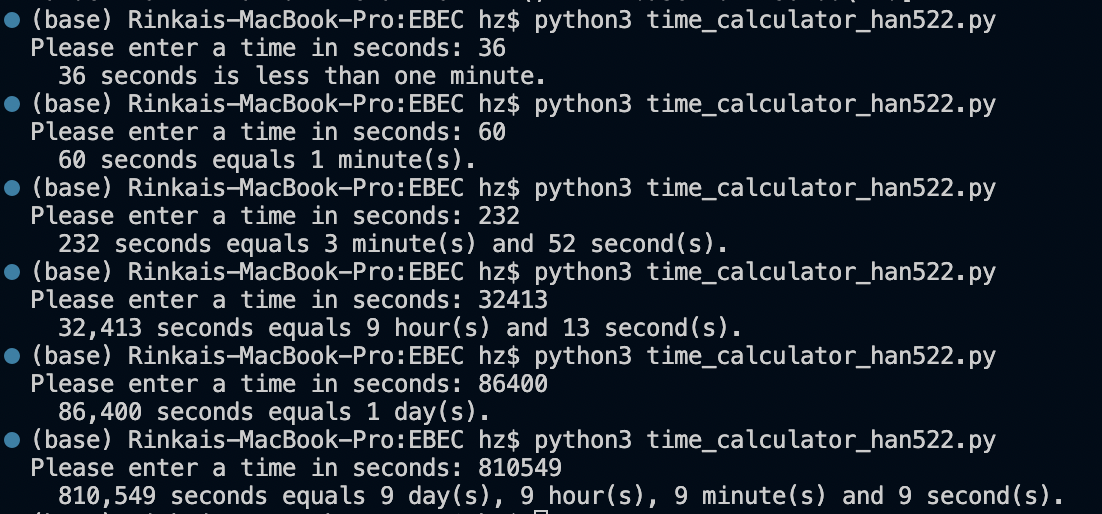 (base) Rinkais-MacBook-Pro:EBEC hz$ python3 time_calculator_han522.py
Please enter a time in seconds: 36
  36 seconds is less than one minute.
(base) Rinkais-MacBook-Pro:EBEC hz$ python3 time_calculator_han522.py
Please enter a time in seconds: 60
  60 seconds equals 1 minute(s).
(base) Rinkais-MacBook-Pro:EBEC hz$ python3 time_calculator_han522.py
Please enter a time in seconds: 232
  232 seconds equals 3 minute(s) and 52 second(s).
(base) Rinkais-MacBook-Pro:EBEC hz$ python3 time_calculator_han522.py
Please enter a time in seconds: 32413
  32,413 seconds equals 9 hour(s) and 13 second(s).
(base) Rinkais-MacBook-Pro:EBEC hz$ python3 time_calculator_han522.py
Please enter a time in seconds: 86400
  86,400 seconds equals 1 day(s).
(base) Rinkais-MacBook-Pro:EBEC hz$ python3 time_calculator_han522.py
Please enter a time in seconds: 810549
  810,549 seconds equals 9 day(s), 9 hour(s), 9 minute(s) and 9 second(s).